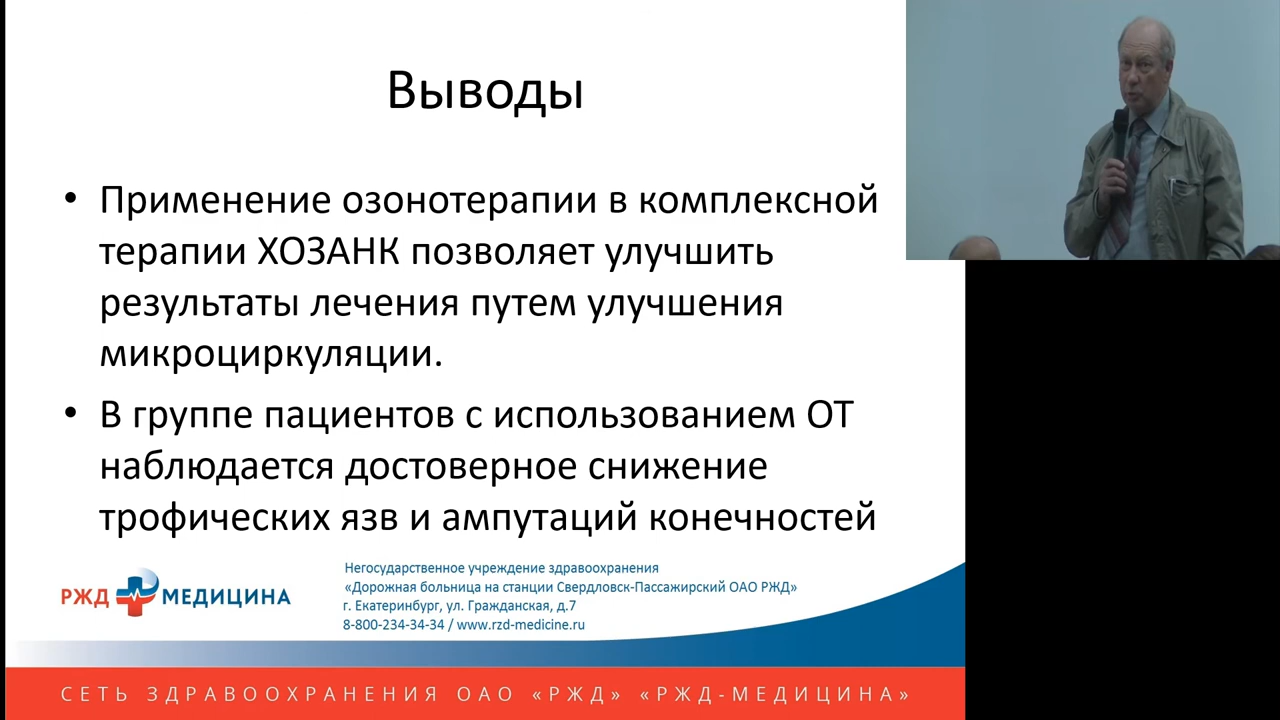 Выводы
• Применение озонотерапии в комплексной
терапии ХОЗАНК позволяет улучшить
результаты лечения путем улучшения
микроциркуляции.
• В группе пациентов с использованием ОТ
наблюдается достоверное снижение
трофических язв и ампутаций конечностей
РЖД МЕДИЦИНА
Негосударственное учреждение здравоохранения
«Дорожная больница на станции Свердловск-Пассажирский ОАО РЖД»
г. Екатеринбург, ул. Гражданская, д.7
8-800-234-34-34 / www.rzd-medicine.ru
СЕТЬ ЗДРАВООХРАНЕНИЯ ОАО «РЖД» «РЖД-МЕДИЦИНА»